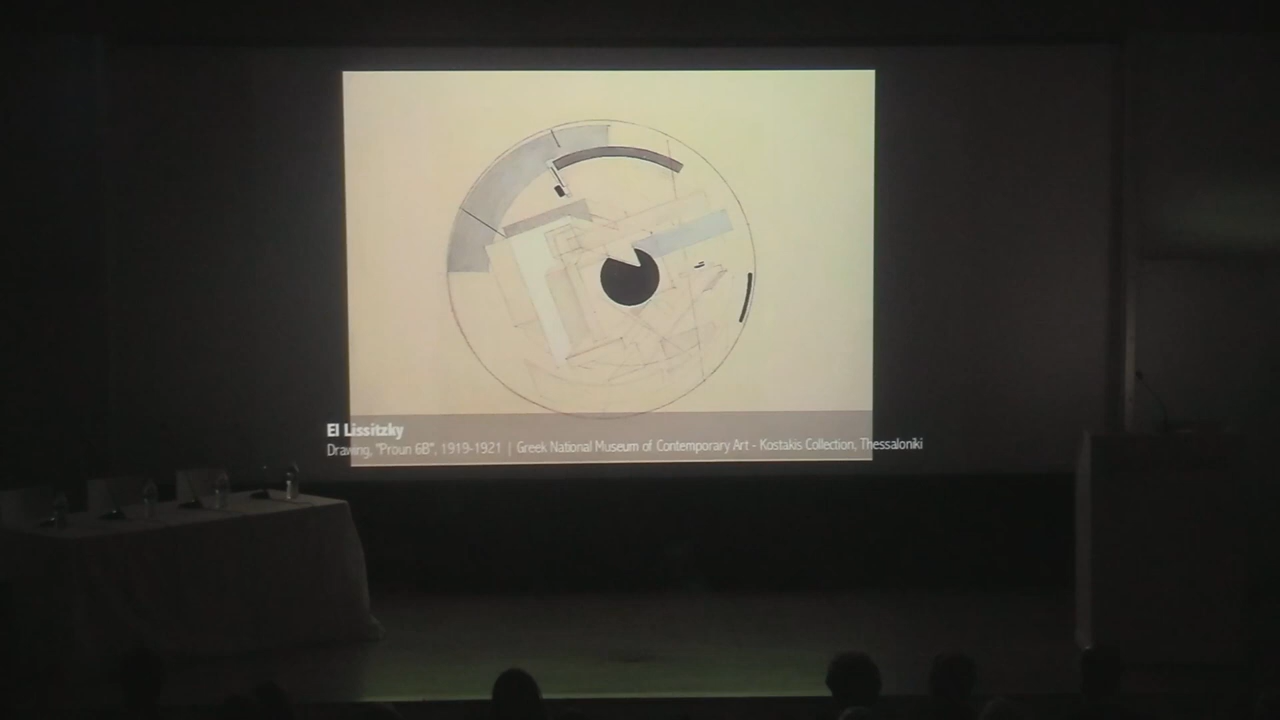 El Lissitzky
Drawing, "Proun 6B", 1919-1921 | Greek National Museum of Contemporary Art - Kostakis Collection, Thessaloniki